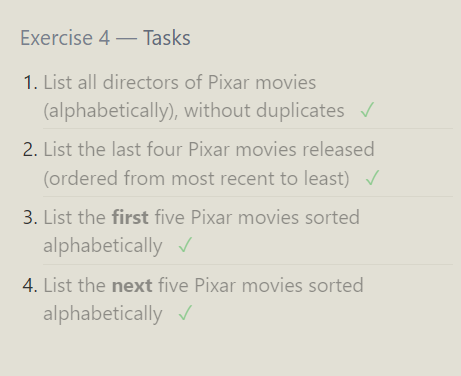 Exercise 4 — Tasks
1. List all directors of Pixar movies
(alphabetically), without duplicates ✓
2. List the last four Pixar movies released
(ordered from most recent to least) ✓
3. List the first five Pixar movies sorted
alphabetically ✓
4. List the next five Pixar movies sorted
alphabetically ✓